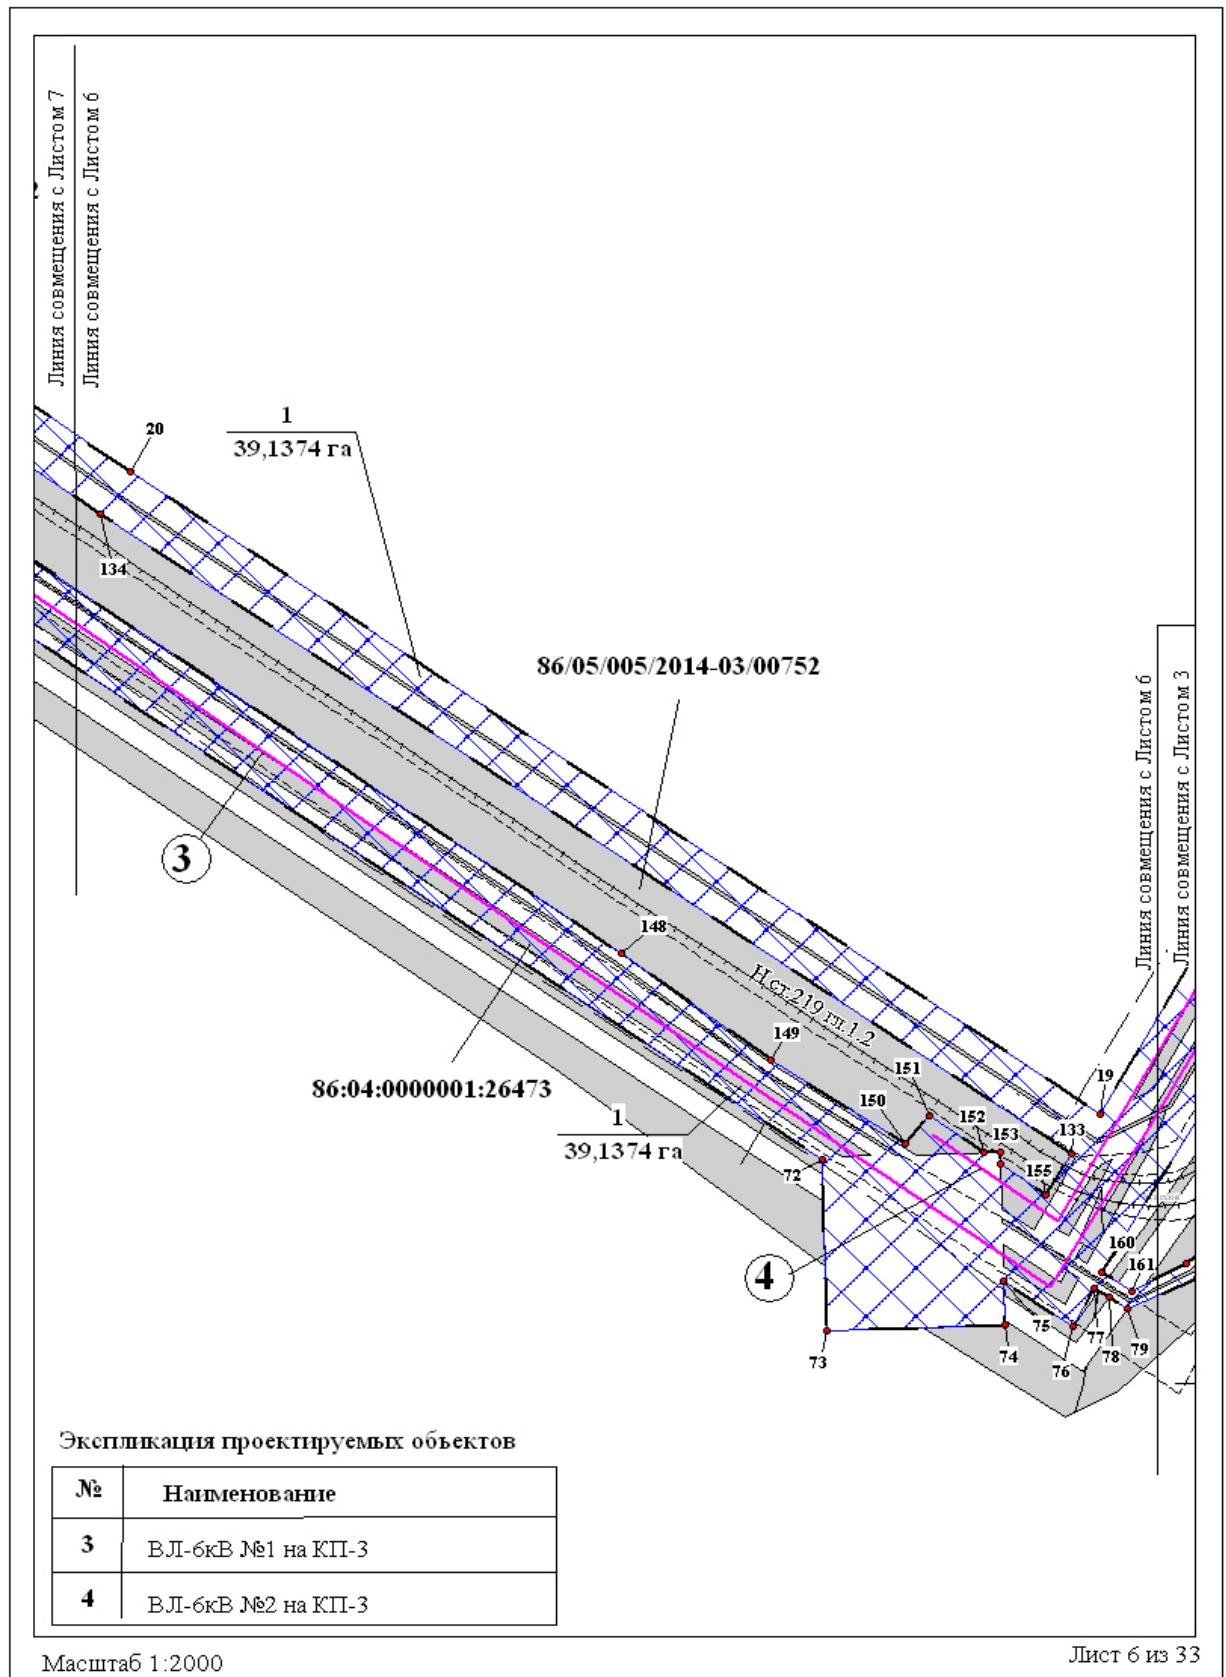 Линия совмещения с Листом 7
Линия совмещения с Листом 6
20
1
39,1374 га
134
86/05/005/2014-03/00752
Линия совмещения с Листом 6
Линия совмещения с Листом 3
3
148
Н.ст.219 гл.1.2
149
86:04:0000001:26473
1
39,1374 га
19
151
150
152
153
133
155
72
160
161
4
73
74
75
76
77
78
79
Экспликация проектируемых объектов
№ Наименование
3 ВЛ-6кВ №1 на КП-3
4 ВЛ-6кВ №2 на КП-3
Масштаб 1:2000
Лист 6 из 33